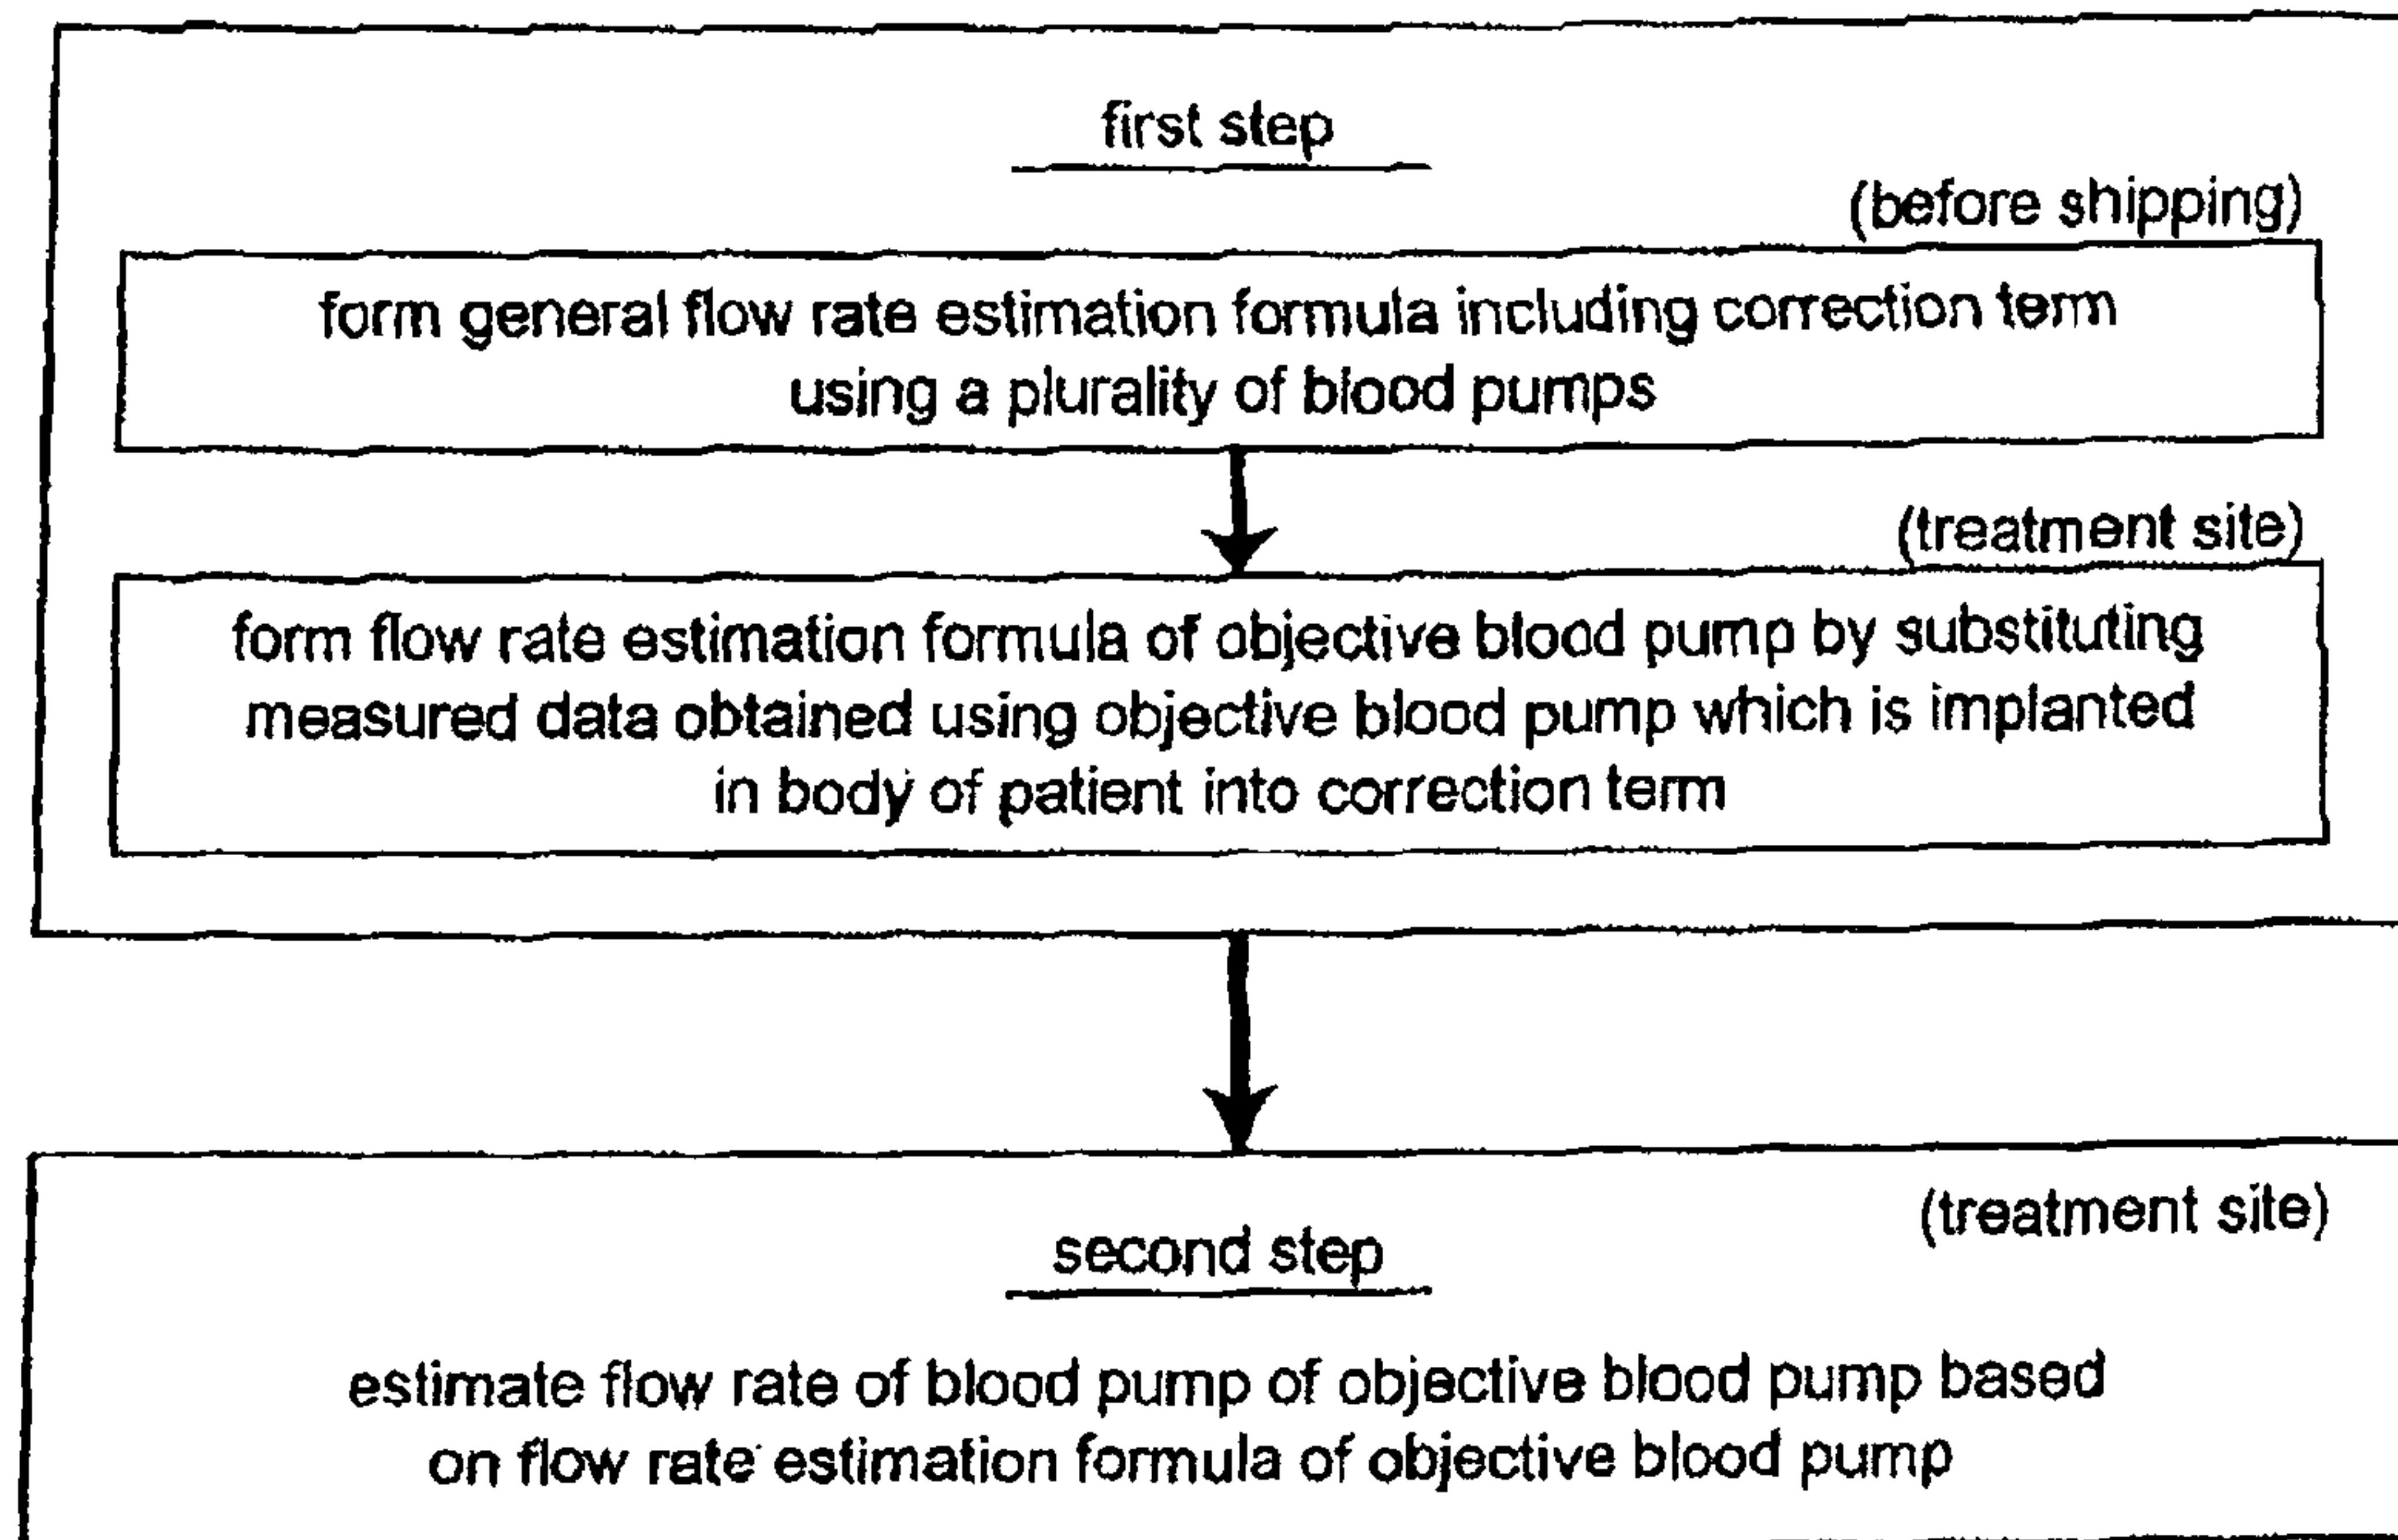 first step
(before shipping)
form general flow rate estimation formula including correction term
using a plurality of blood pumps
(treatment site)
form flow rate estimation formula of objective blood pump by substituting
measured data obtained using objective blood pump which is implanted
in body of patient into correction term
(treatment site)
second step
estimate flow rate of blood pump of objective blood pump based
on flow rate estimation formula of objective blood pump